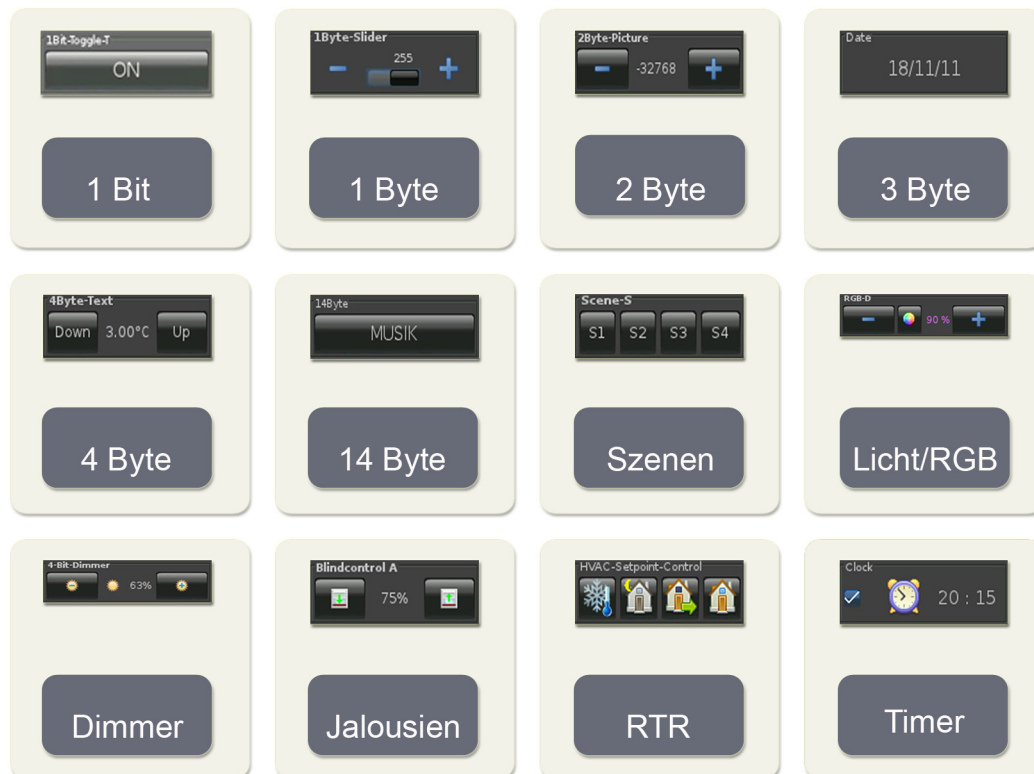 1Bit-Toggle-T
ON
1 Bit
1Byte-Slider
255
1 Byte
2Byte-Picture
-32768
2 Byte
Date
18/11/11
3 Byte
4Byte-Text
Down 3.00°C Up
4 Byte
14Byte
MUSIK
14 Byte
Scene-S
S1 S2 S3 S4
Szenen
RGB-D
90 %
Licht/RGB
4-Bit-Dimmer
63%
Dimmer
Blindcontrol A
75%
Jalousien
HVAC-Setpoint-Control
RTR
Clock
20 : 15
Timer